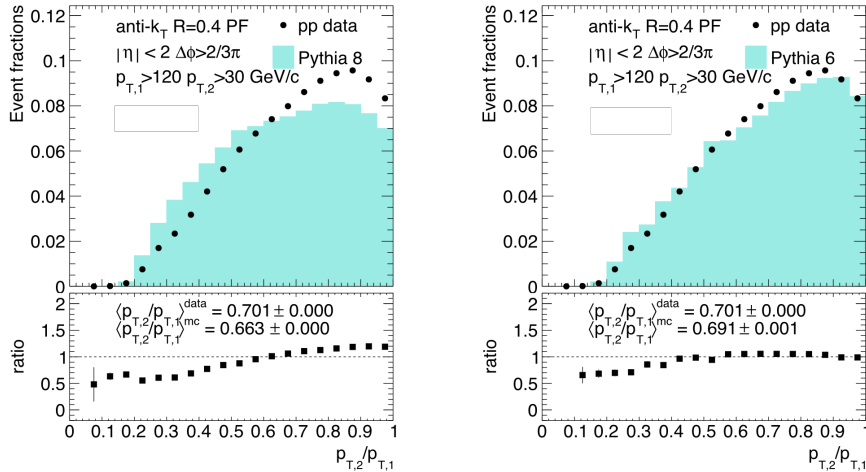 anti-k_T R=0.4 PF
|η| < 2 Δϕ>2/3π
p_T,1 >120 p_T,2 >30 GeV/c
pp data
Pythia 8
Event fractions
0.12
0.1
0.08
0.06
0.04
0.02
0
⟨p_T,2/p_T,1⟩^data = 0.701 ± 0.000
⟨p_T,2/p_T,1⟩^mc = 0.663 ± 0.000
ratio
2
1.5
1
0.5
0
0 0.1 0.2 0.3 0.4 0.5 0.6 0.7 0.8 0.9 1
p_T,2/p_T,1
anti-k_T R=0.4 PF
|η| < 2 Δϕ>2/3π
p_T,1 >120 p_T,2 >30 GeV/c
pp data
Pythia 6
Event fractions
0.12
0.1
0.08
0.06
0.04
0.02
0
⟨p_T,2/p_T,1⟩^data = 0.701 ± 0.000
⟨p_T,2/p_T,1⟩^mc = 0.691 ± 0.001
ratio
2
1.5
1
0.5
0
0 0.1 0.2 0.3 0.4 0.5 0.6 0.7 0.8 0.9 1
p_T,2/p_T,1